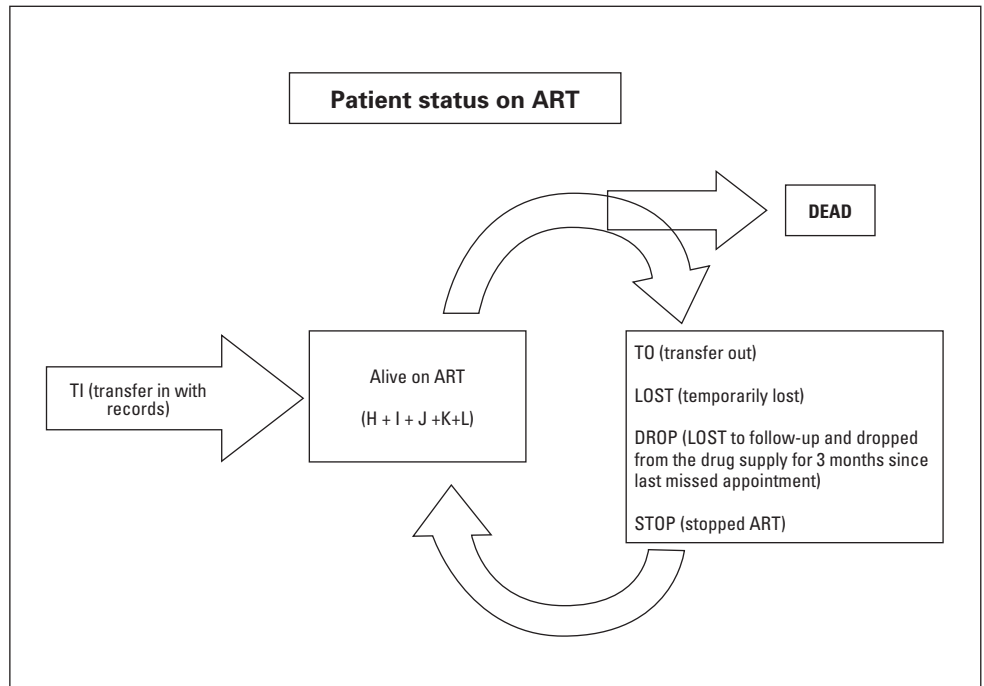 Patient status on ART
DEAD
TI (transfer in with
records)
Alive on ART
(H + I + J +K+L)
TO (transfer out)
LOST (temporarily lost)
DROP (LOST to follow-up and dropped
from the drug supply for 3 months since
last missed appointment)
STOP (stopped ART)